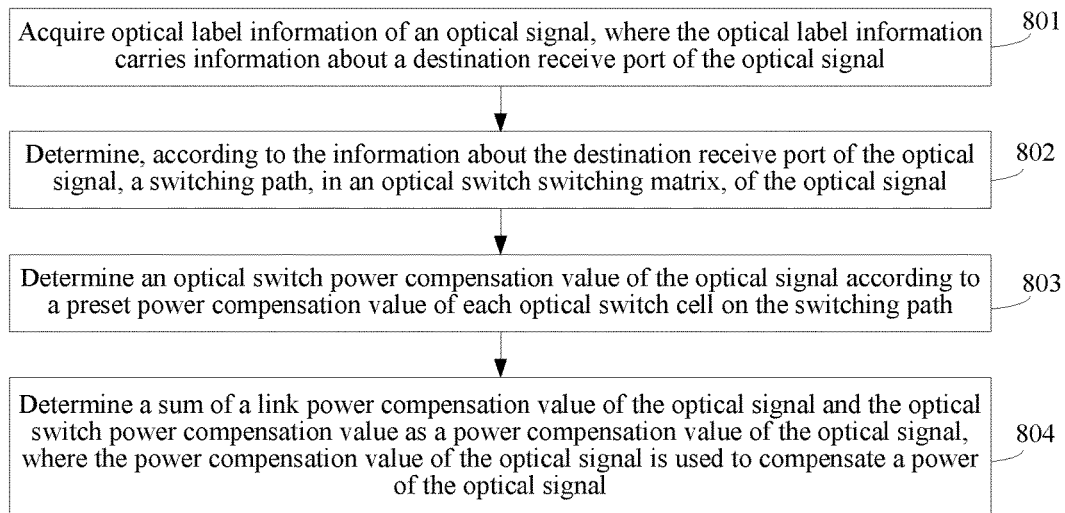 Acquire optical label information of an optical signal, where the optical label information
carries information about a destination receive port of the optical signal
801
Determine, according to the information about the destination receive port of the optical
signal, a switching path, in an optical switch switching matrix, of the optical signal
802
Determine an optical switch power compensation value of the optical signal according to
a preset power compensation value of each optical switch cell on the switching path
803
Determine a sum of a link power compensation value of the optical signal and the optical
switch power compensation value as a power compensation value of the optical signal,
where the power compensation value of the optical signal is used to compensate a power
of the optical signal
804